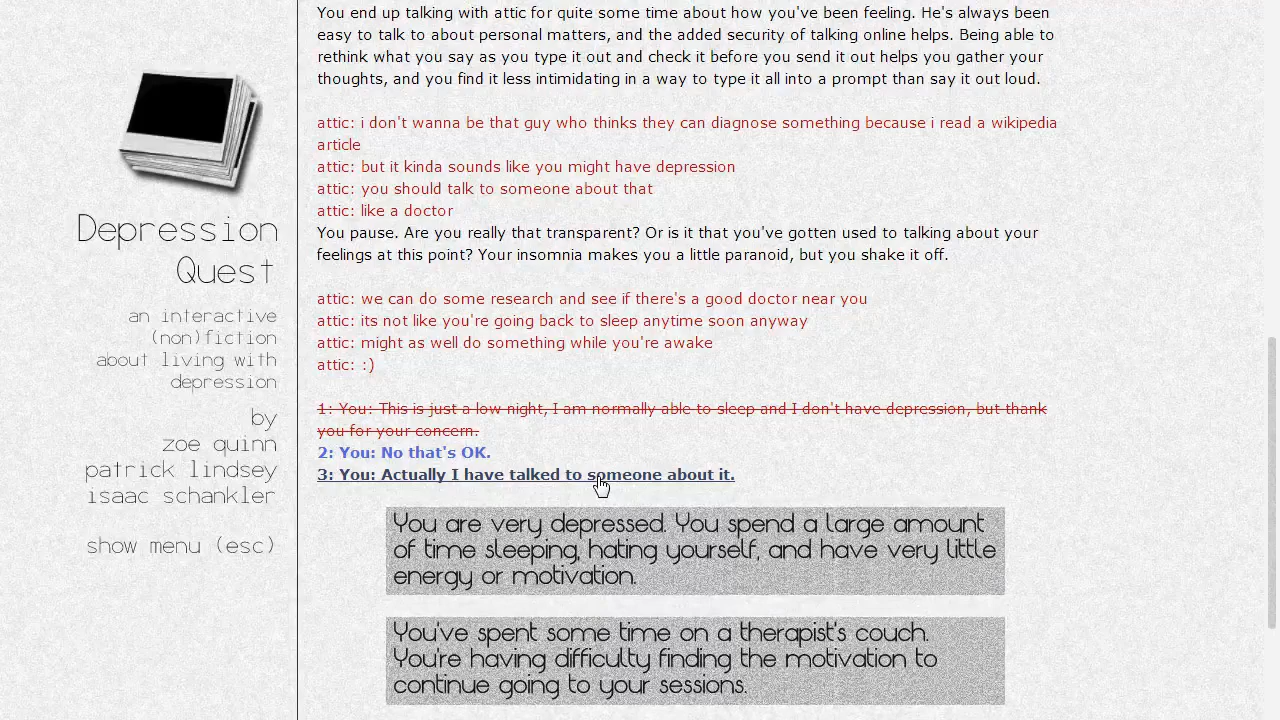 You end up talking with attic for quite some time about how you've been feeling. He's always been
easy to talk to about personal matters, and the added security of talking online helps. Being able to
rethink what you say as you type it out and check it before you send it out helps you gather your
thoughts, and you find it less intimidating in a way to type it all into a prompt than say it out loud.
attic: i don't wanna be that guy who thinks they can diagnose something because i read a wikipedia
article
attic: but it kinda sounds like you might have depression
attic: you should talk to someone about that
attic: like a doctor
You pause. Are you really that transparent? Or is it that you've gotten used to talking about your
feelings at this point? Your insomnia makes you a little paranoid, but you shake it off.
attic: we can do some research and see if there's a good doctor near you
attic: its not like you're going back to sleep anytime soon anyway
attic: might as well do something while you're awake
attic: :)
1: You: This is just a low night, I am normally able to sleep and I don't have depression, but thank
you for your concern.
2: You: No that's OK.
3: You: Actually I have talked to someone about it.
You are very depressed. You spend a large amount
of time sleeping, hating yourself, and have very little
energy or motivation.
You've spent some time on a therapist's couch.
You're having difficulty finding the motivation to
continue going to your sessions.
Depression
Quest
an interactive
(non)fiction
about living with
depression
by
zoe quinn
patrick lindsey
isaac schankler
show menu (esc)